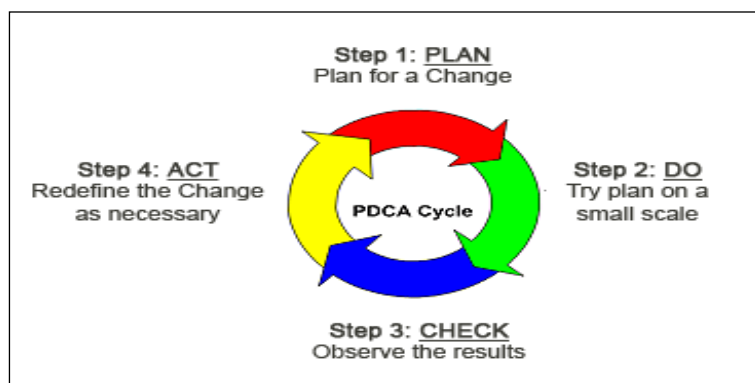 Step 1: PLAN
Plan for a Change
Step 2: DO
Try plan on a
small scale
Step 3: CHECK
Observe the results
Step 4: ACT
Redefine the Change
as necessary
PDCA Cycle